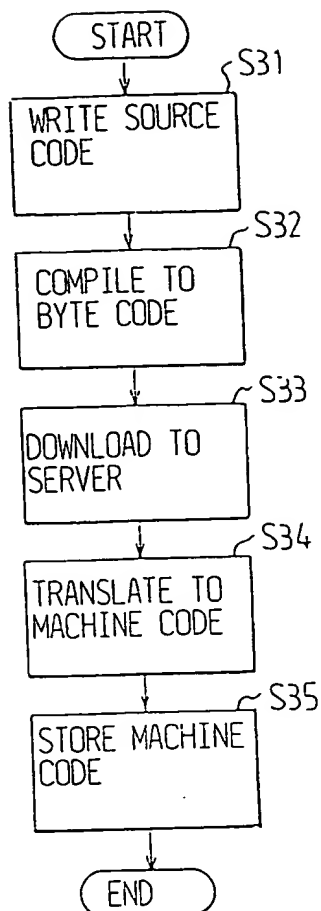 START
S31
WRITE SOURCE
CODE
S32
COMPILE TO
BYTE CODE
S33
DOWNLOAD TO
SERVER
S34
TRANSLATE TO
MACHINE CODE
S35
STORE MACHINE
CODE
END